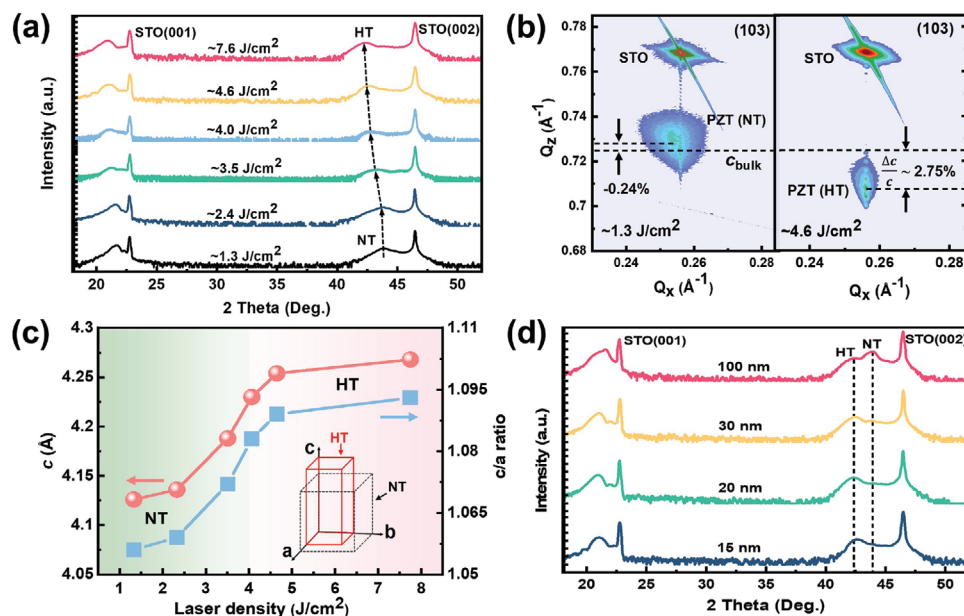 (a)
STO(001)
HT
STO(002)
~7.6 J/cm²
~4.6 J/cm²
~4.0 J/cm²
~3.5 J/cm²
~2.4 J/cm²
NT
~1.3 J/cm²
Intensity (a.u.)
20 25 30 35 40 45 50
2 Theta (Deg.)
(b)
(103)
(103)
STO
STO
PZT (NT)
c_bulk
-0.24%
Δc/c ~ 2.75%
PZT (HT)
~1.3 J/cm²
~4.6 J/cm²
0.78
0.76
0.74
0.72
0.7
0.68
Q_z (Å⁻¹)
0.24 0.26 0.28
0.24 0.26 0.28
Q_x (Å⁻¹)
Q_x (Å⁻¹)
(c)
4.3
4.25
4.20
4.15
4.10
4.05
c (Å)
1.11
1.095
1.08
1.065
1.05
c/a ratio
HT
NT
HT
c
NT
b
a
1 2 3 4 5 6 7 8
Laser density (J/cm²)
(d)
STO(001)
STO(002)
HT NT
100 nm
30 nm
20 nm
15 nm
Intensity (a.u.)
20 25 30 35 40 45 50
2 Theta (Deg.)